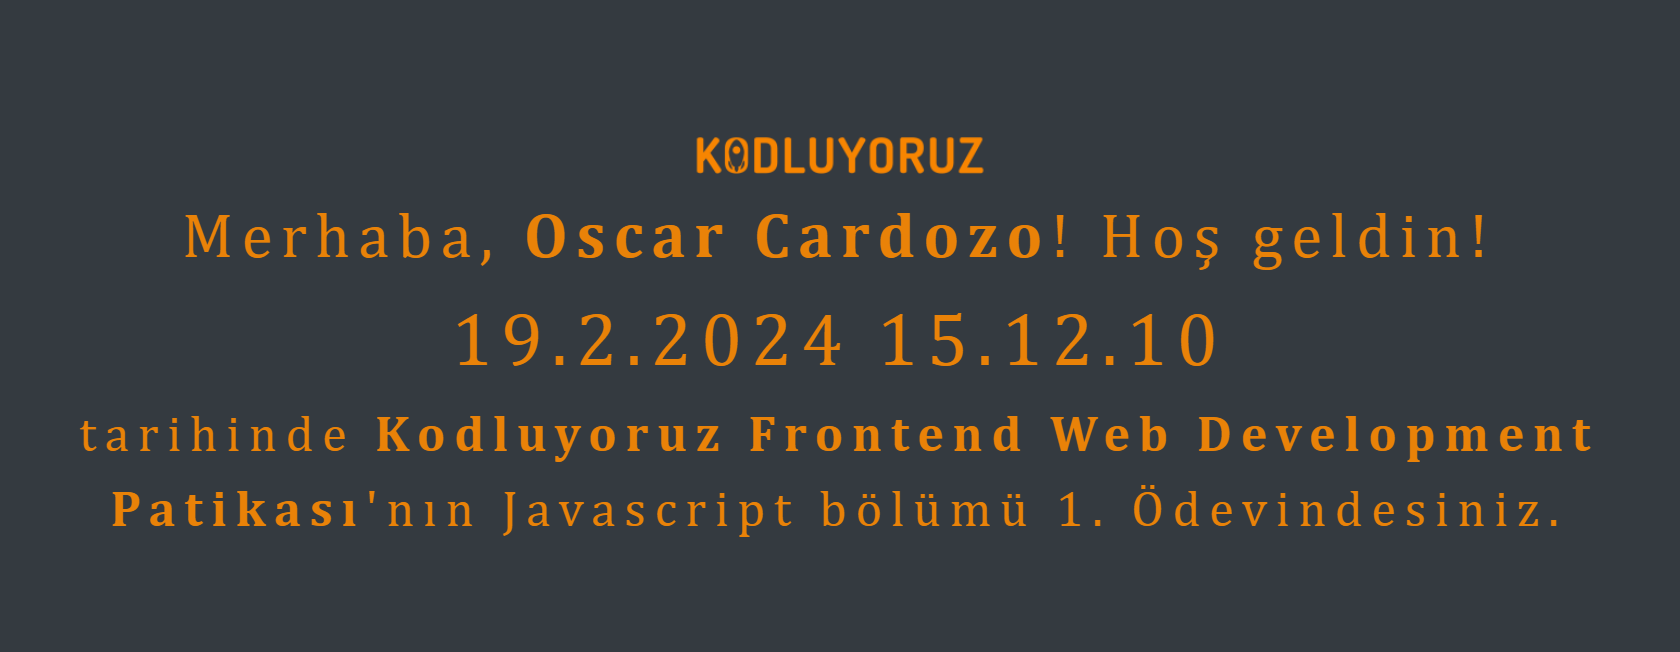 KODLUYORUZ
Merhaba, Oscar Cardozo! Hoş geldin!
19.2.2024 15.12.10
tarihinde Kodluyoruz Frontend Web Development
Patikası'nın Javascript bölümü 1. Ödevindesiniz.